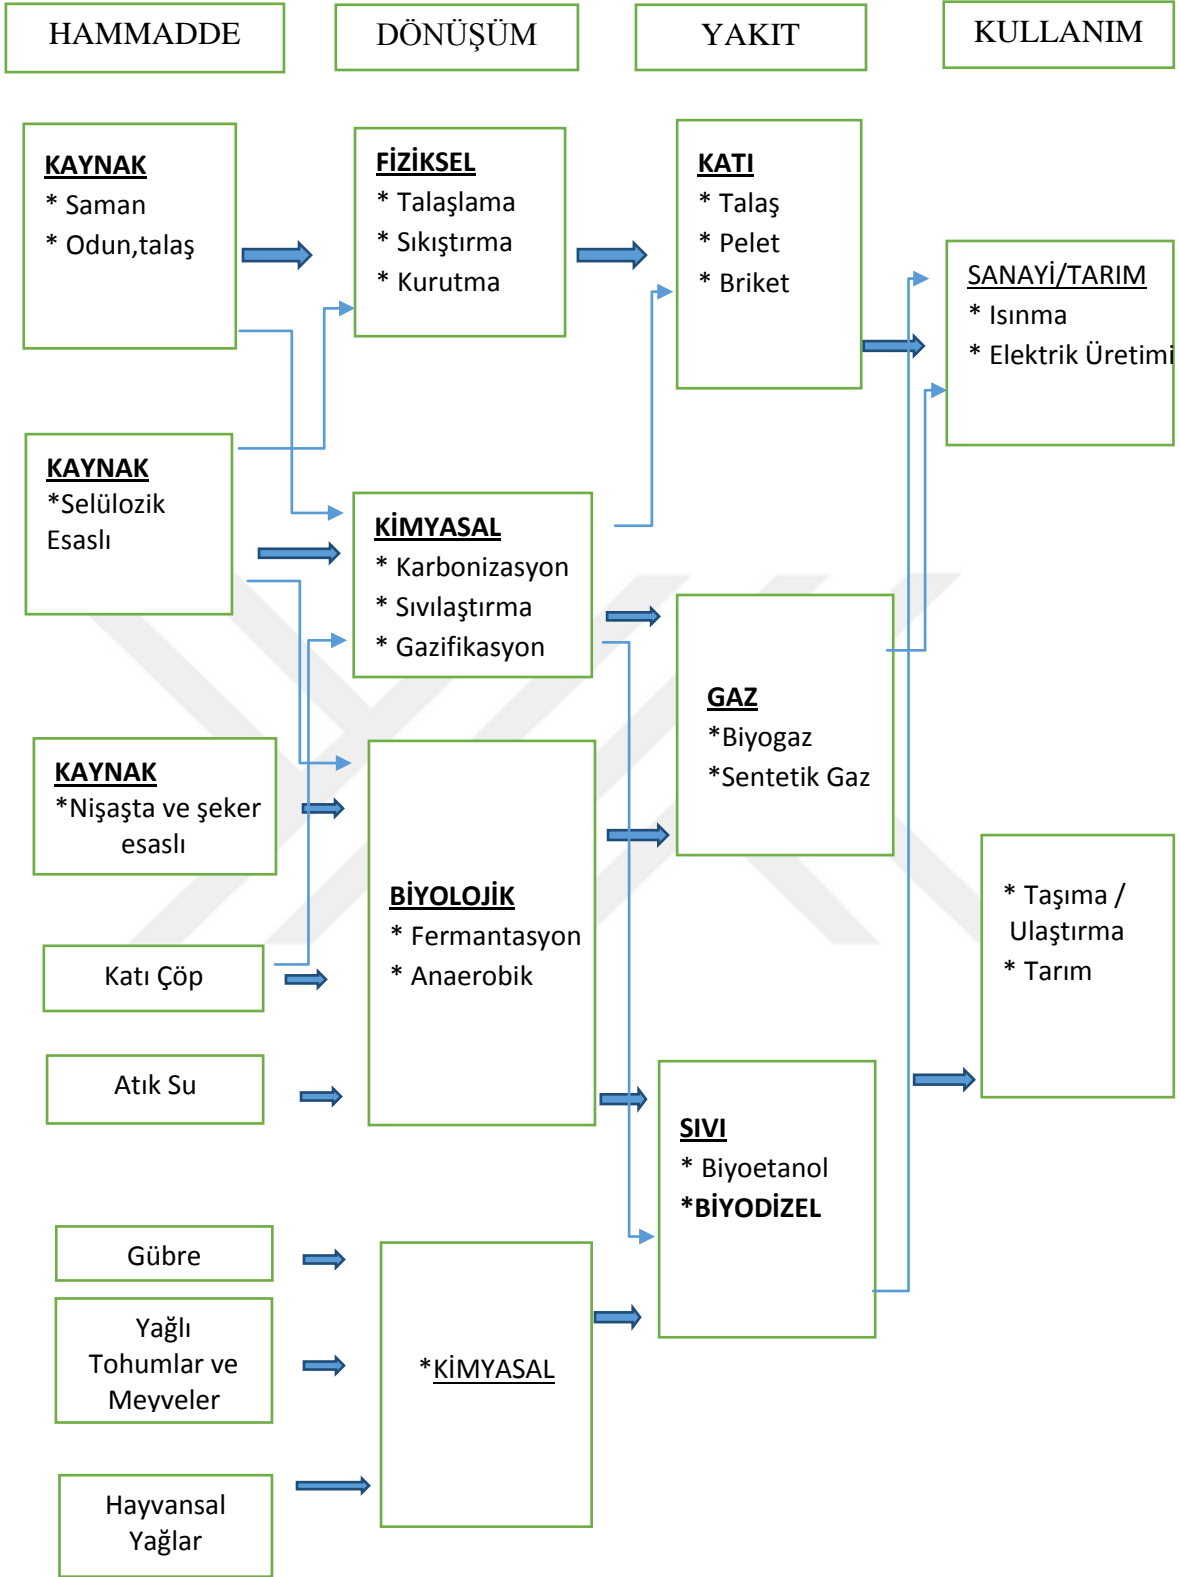 HAMMADDE
DÖNÜŞÜM
YAKIT
KULLANIM
KAYNAK
* Saman
* Odun,talaş
FİZİKSEL
* Talaşlama
* Sıkıştırma
* Kurutma
KATI
* Talaş
* Pelet
* Briket
SANAYİ/TARIM
* Isınma
* Elektrik Üretimi
KAYNAK
*Selülozik
Esaslı
KİMYASAL
* Karbonizasyon
* Sıvılaştırma
* Gazifikasyon
GAZ
*Biyogaz
*Sentetik Gaz
KAYNAK
*Nişasta ve şeker
esaslı
BİYOLOJİK
* Fermantasyon
* Anaerobik
* Taşıma /
Ulaştırma
* Tarım
Katı Çöp
Atık Su
SIVI
* Biyoetanol
*BİYODİZEL
Gübre
Yağlı
Tohumlar ve
Meyveler
*KİMYASAL
Hayvansal
Yağlar